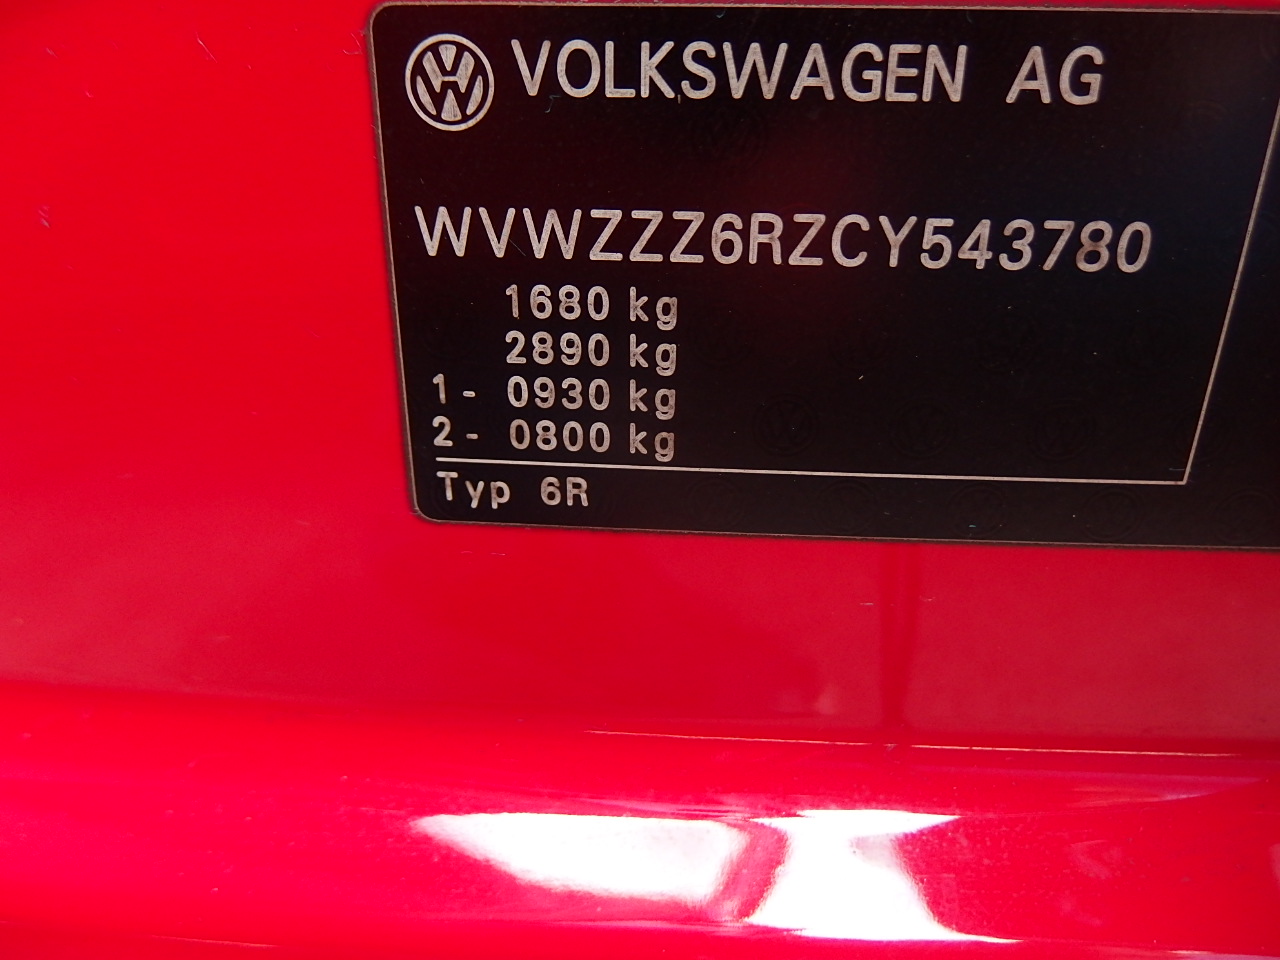 VOLKSWAGEN AG
WVWZZZ6RZCY543780
1680 kg
2890 kg
1- 0930 kg
2- 0800 kg
Typ 6R